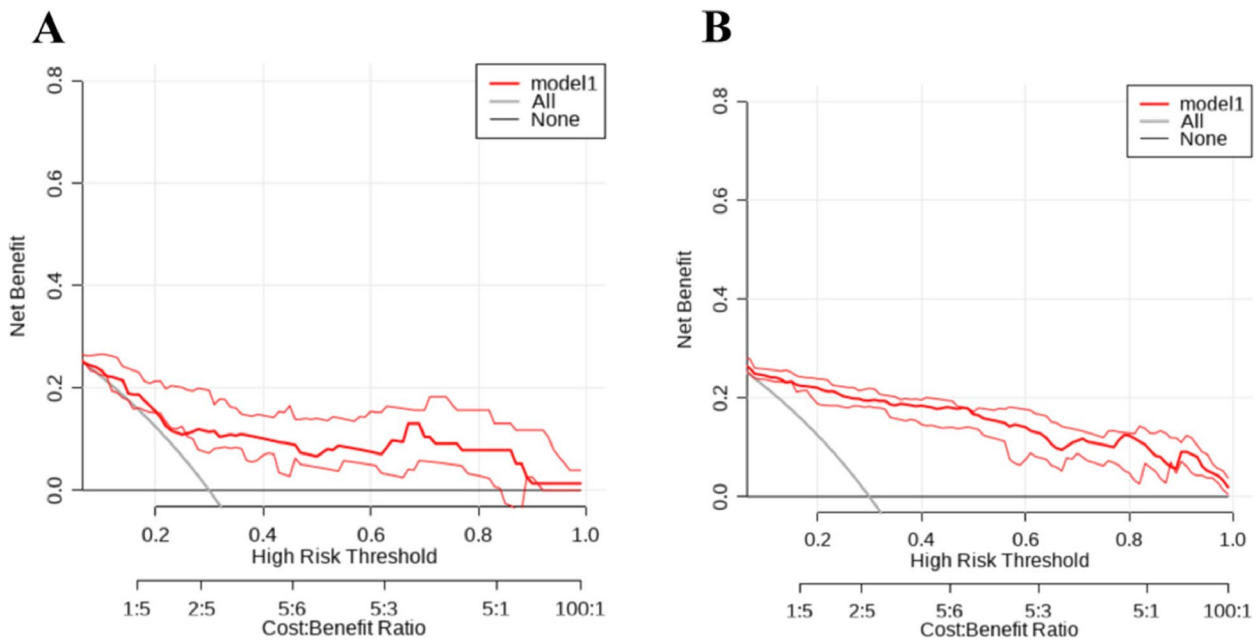 A
0.8
0.6
0.4
0.2
0.0
Net Benefit
model1
All
None
0.2 0.4 0.6 0.8 1.0
High Risk Threshold
1:5 2:5 5:6 5:3 5:1 100:1
Cost:Benefit Ratio
B
0.8
0.6
0.4
0.2
0.0
Net Benefit
model1
All
None
0.2 0.4 0.6 0.8 1.0
High Risk Threshold
1:5 2:5 5:6 5:3 5:1 100:1
Cost:Benefit Ratio